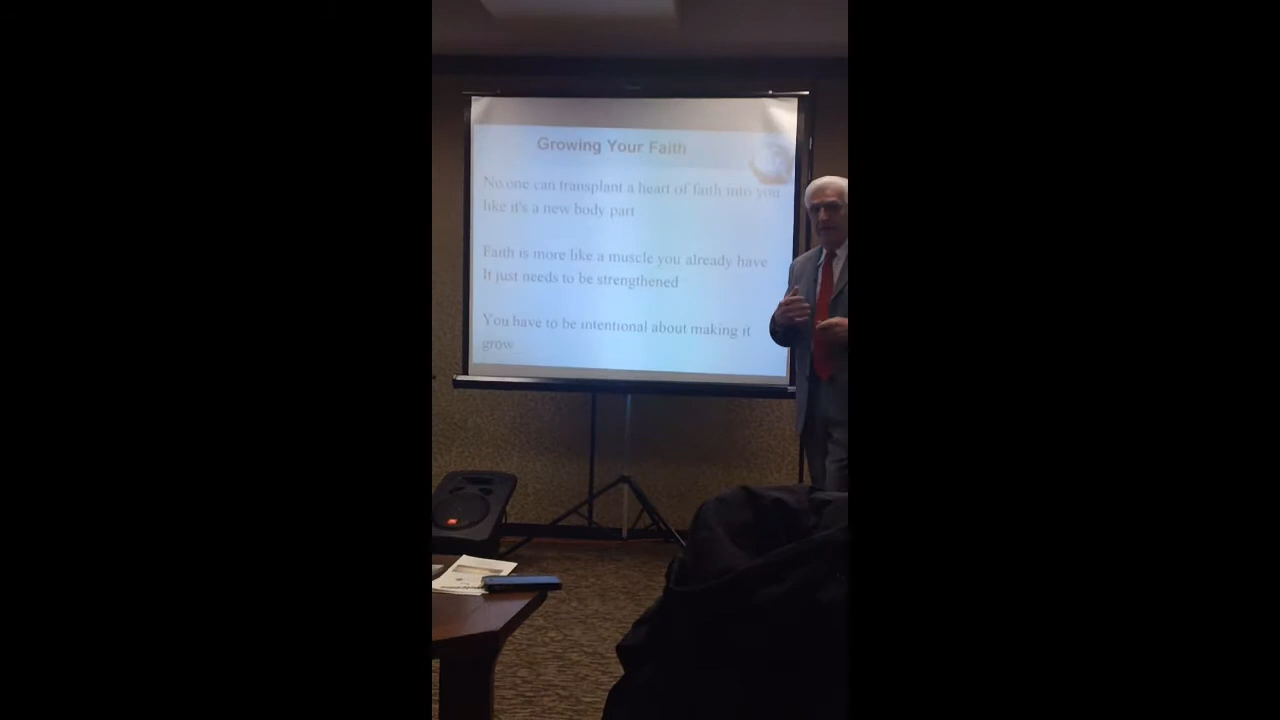 Growing Your Faith
No one can transplant a heart of faith into you
like it's a new body part
Faith is more like a muscle you already have
It just needs to be strengthened
You have to be intentional about making it
grow